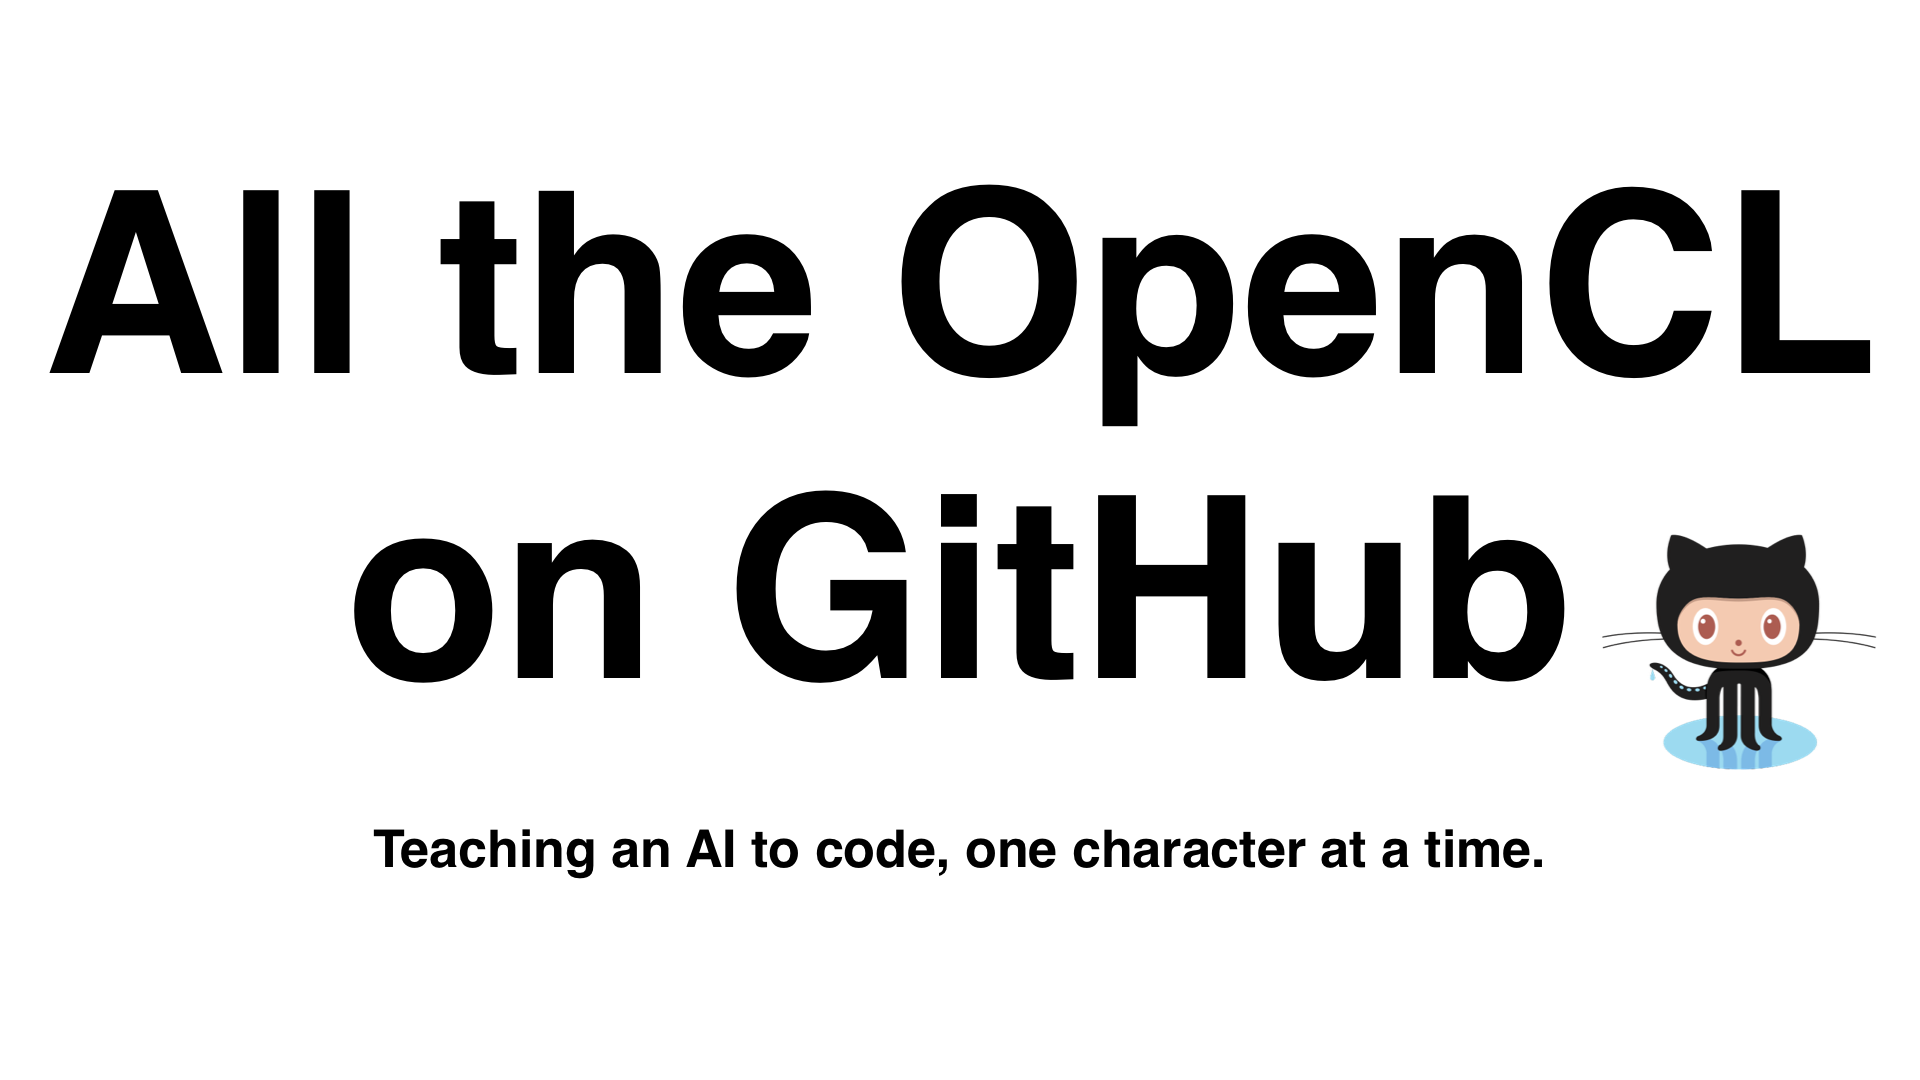 All the OpenCL
on GitHub
Teaching an AI to code, one character at a time.